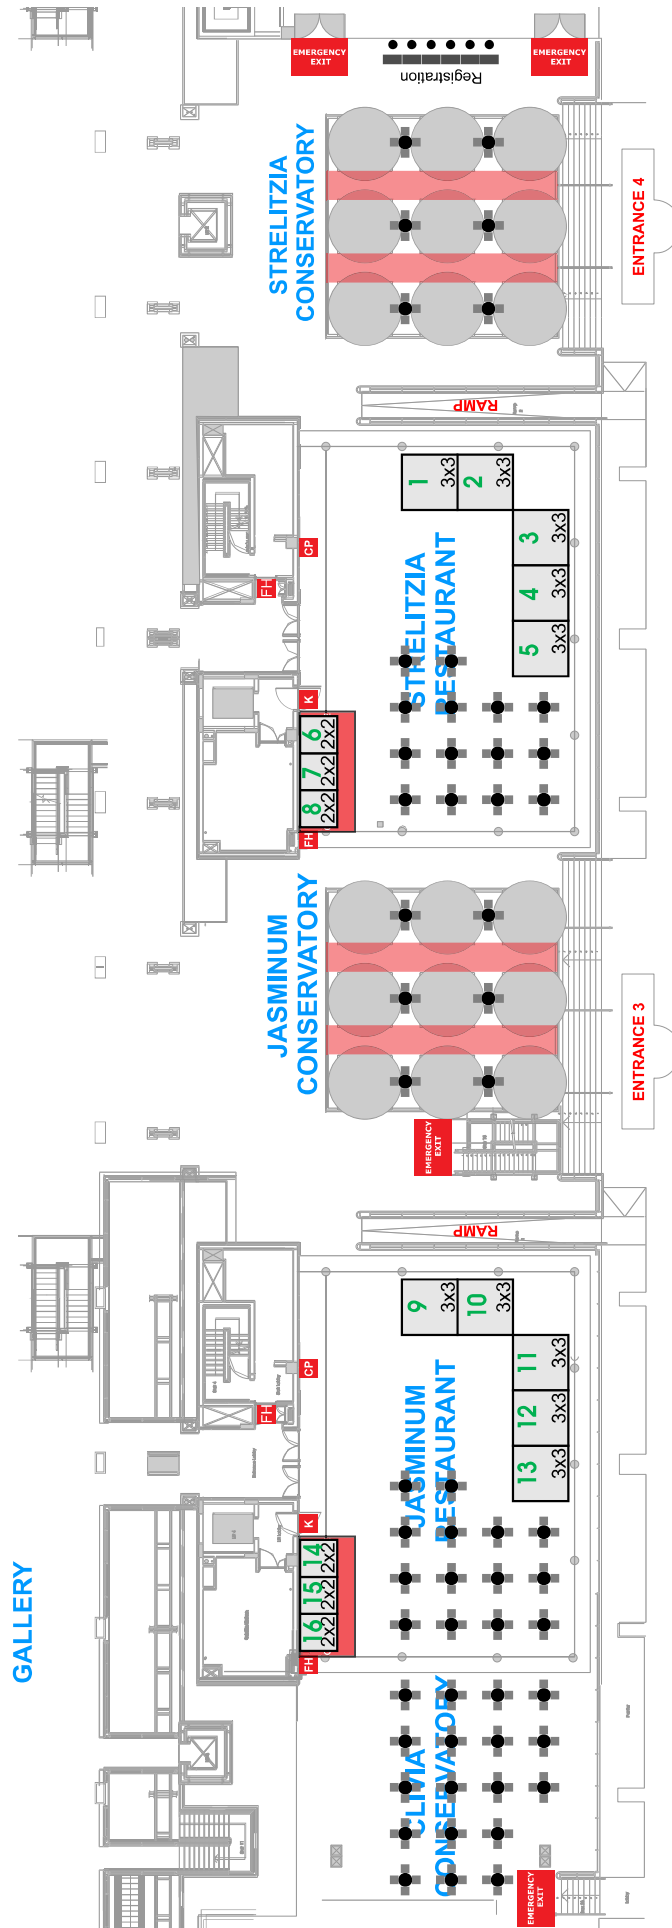 EMERGENCY
EXIT
Registration
EMERGENCY
EXIT
STRELITZIA
CONSERVATORY
ENTRANCE 4
RAMP
1
3x3
2
3x3
3
3x3
4
3x3
5
3x3
CP
FH
STRELITZIA
RESTAURANT
K
6
2x2
7
2x2
8
2x2
FH
JASMINUM
CONSERVATORY
ENTRANCE 3
EMERGENCY
EXIT
RAMP
9
3x3
10
3x3
11
3x3
12
3x3
13
3x3
CP
FH
JASMINUM
RESTAURANT
K
14
2x2
15
2x2
16
2x2
FH
GALLERY
CLIVIA
CONSERVATORY
EMERGENCY
EXIT